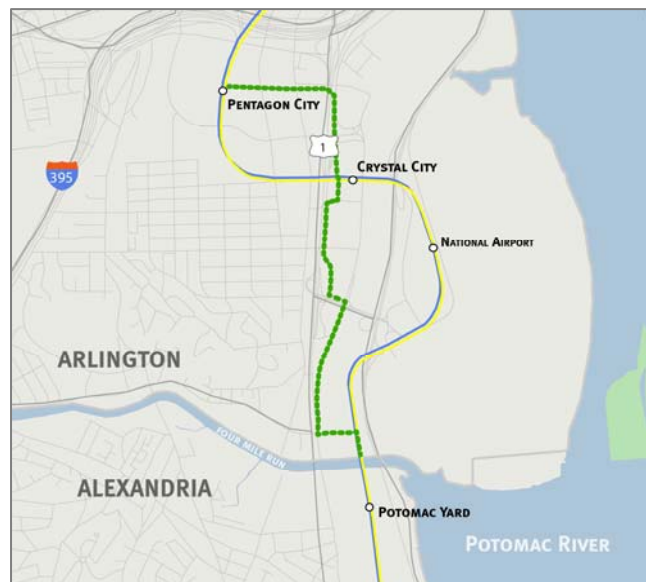 PENTAGON CITY
1
CRYSTAL CITY
395
NATIONAL AIRPORT
ARLINGTON
FOUR MILE RUN
ALEXANDRIA
POTOMAC YARD
POTOMAC RIVER